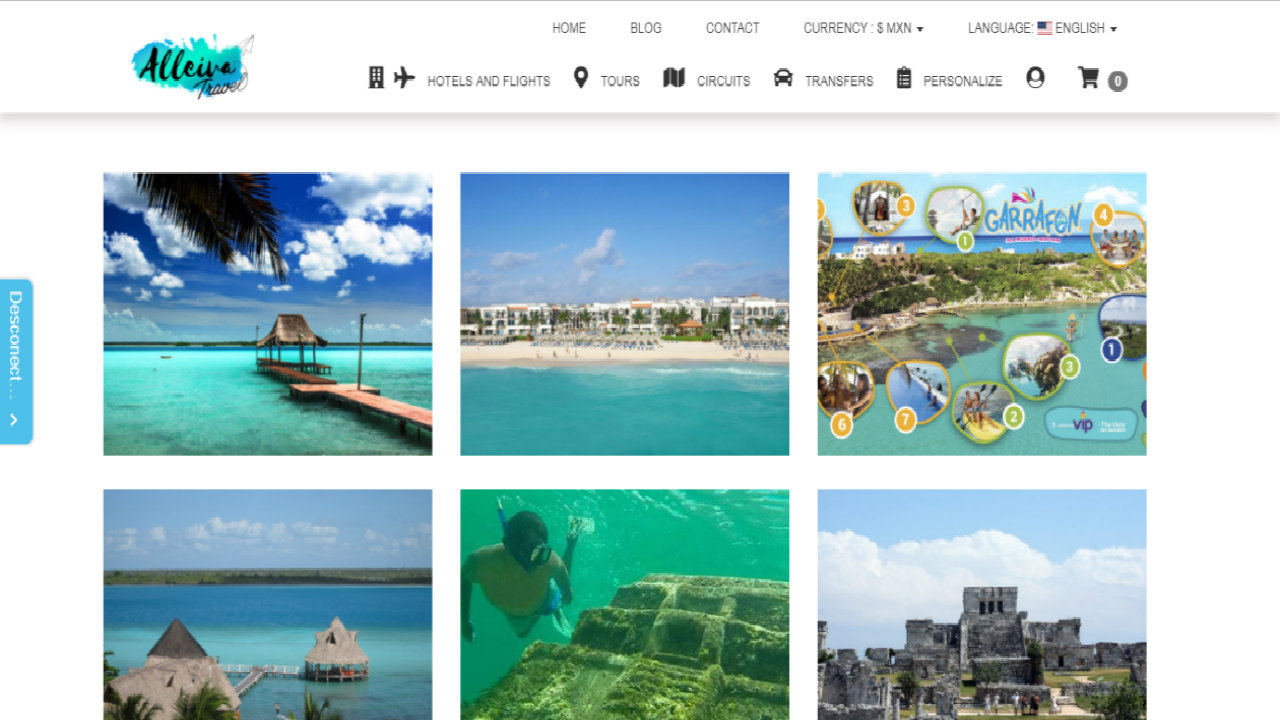 HOME BLOG CONTACT CURRENCY : $ MXN LANGUAGE: ENGLISH
Alleiva
Travel
HOTELS AND FLIGHTS TOURS CIRCUITS TRANSFERS PERSONALIZE 0
Desconect...
3
1
GARRAFON
4
1
3
2
6
7
vip